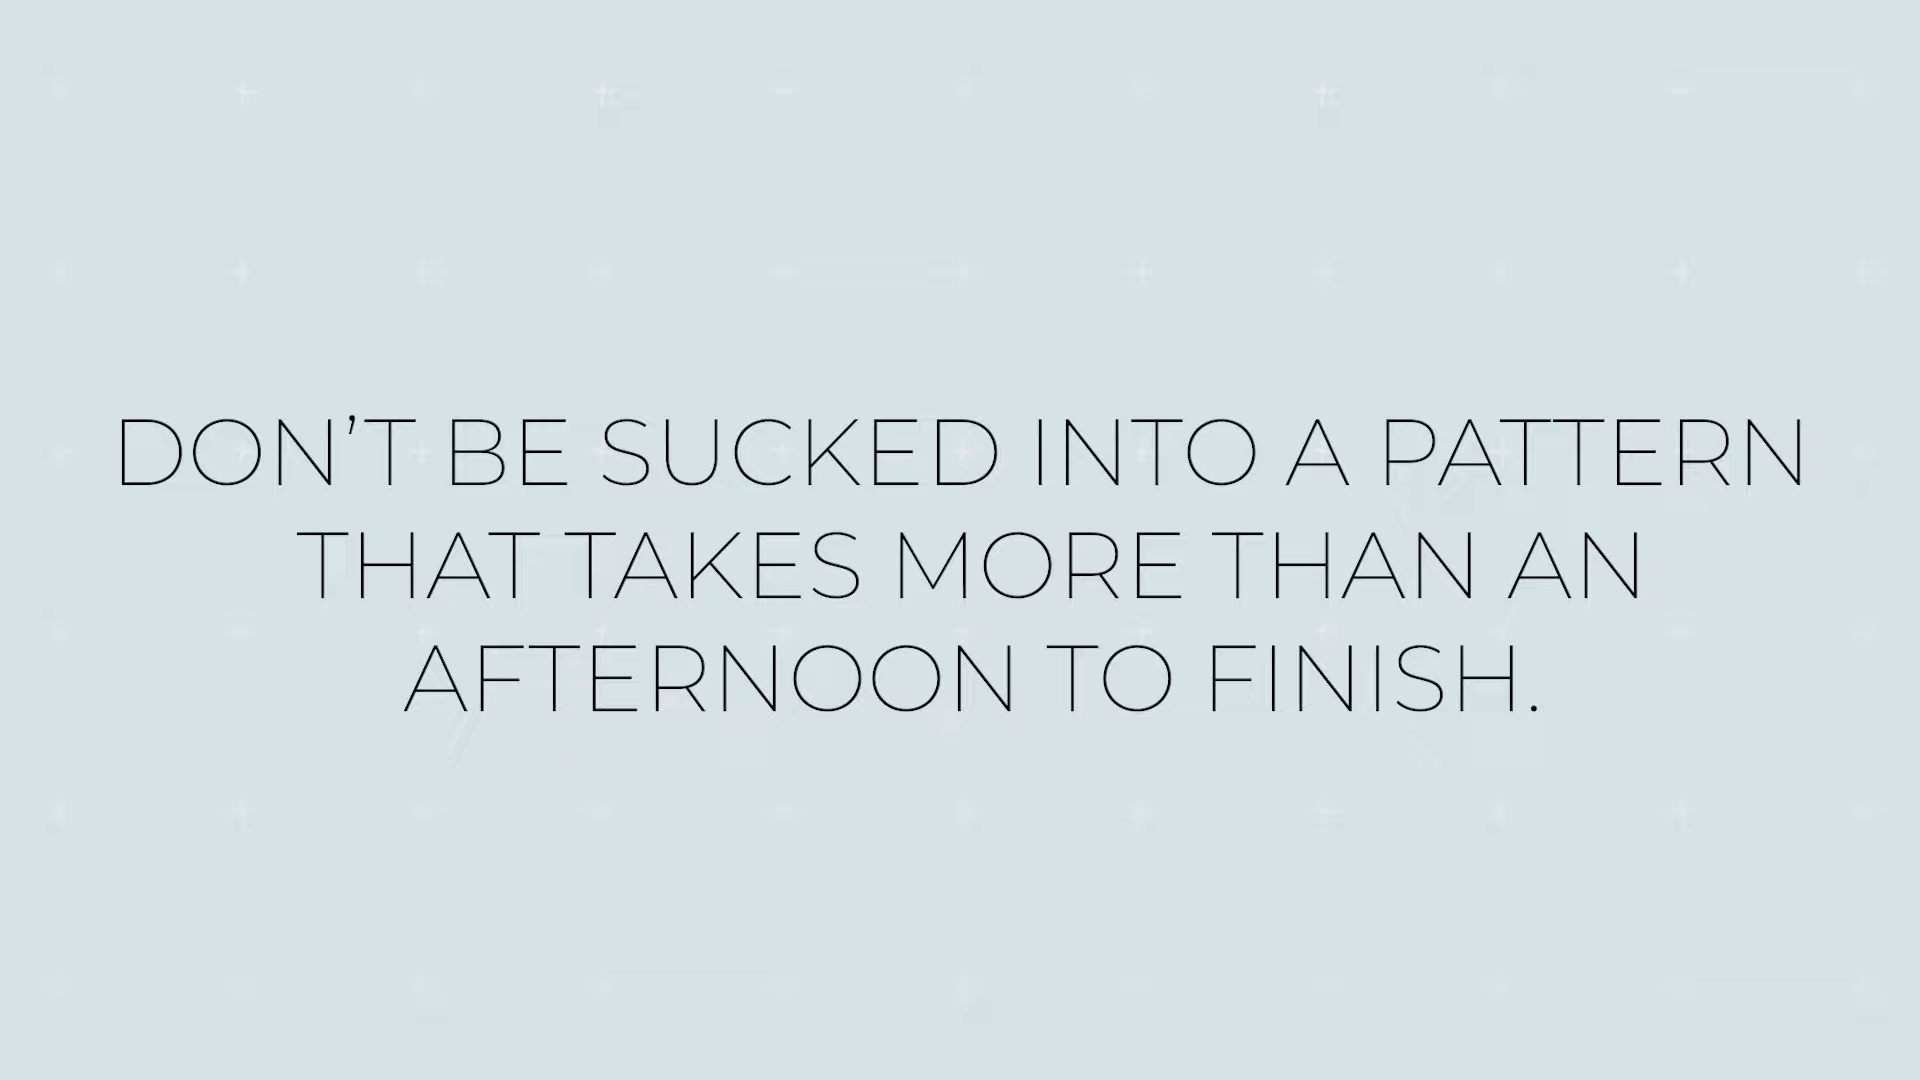 DON’T BE SUCKED INTO A PATTERN
THAT TAKES MORE THAN AN
AFTERNOON TO FINISH.